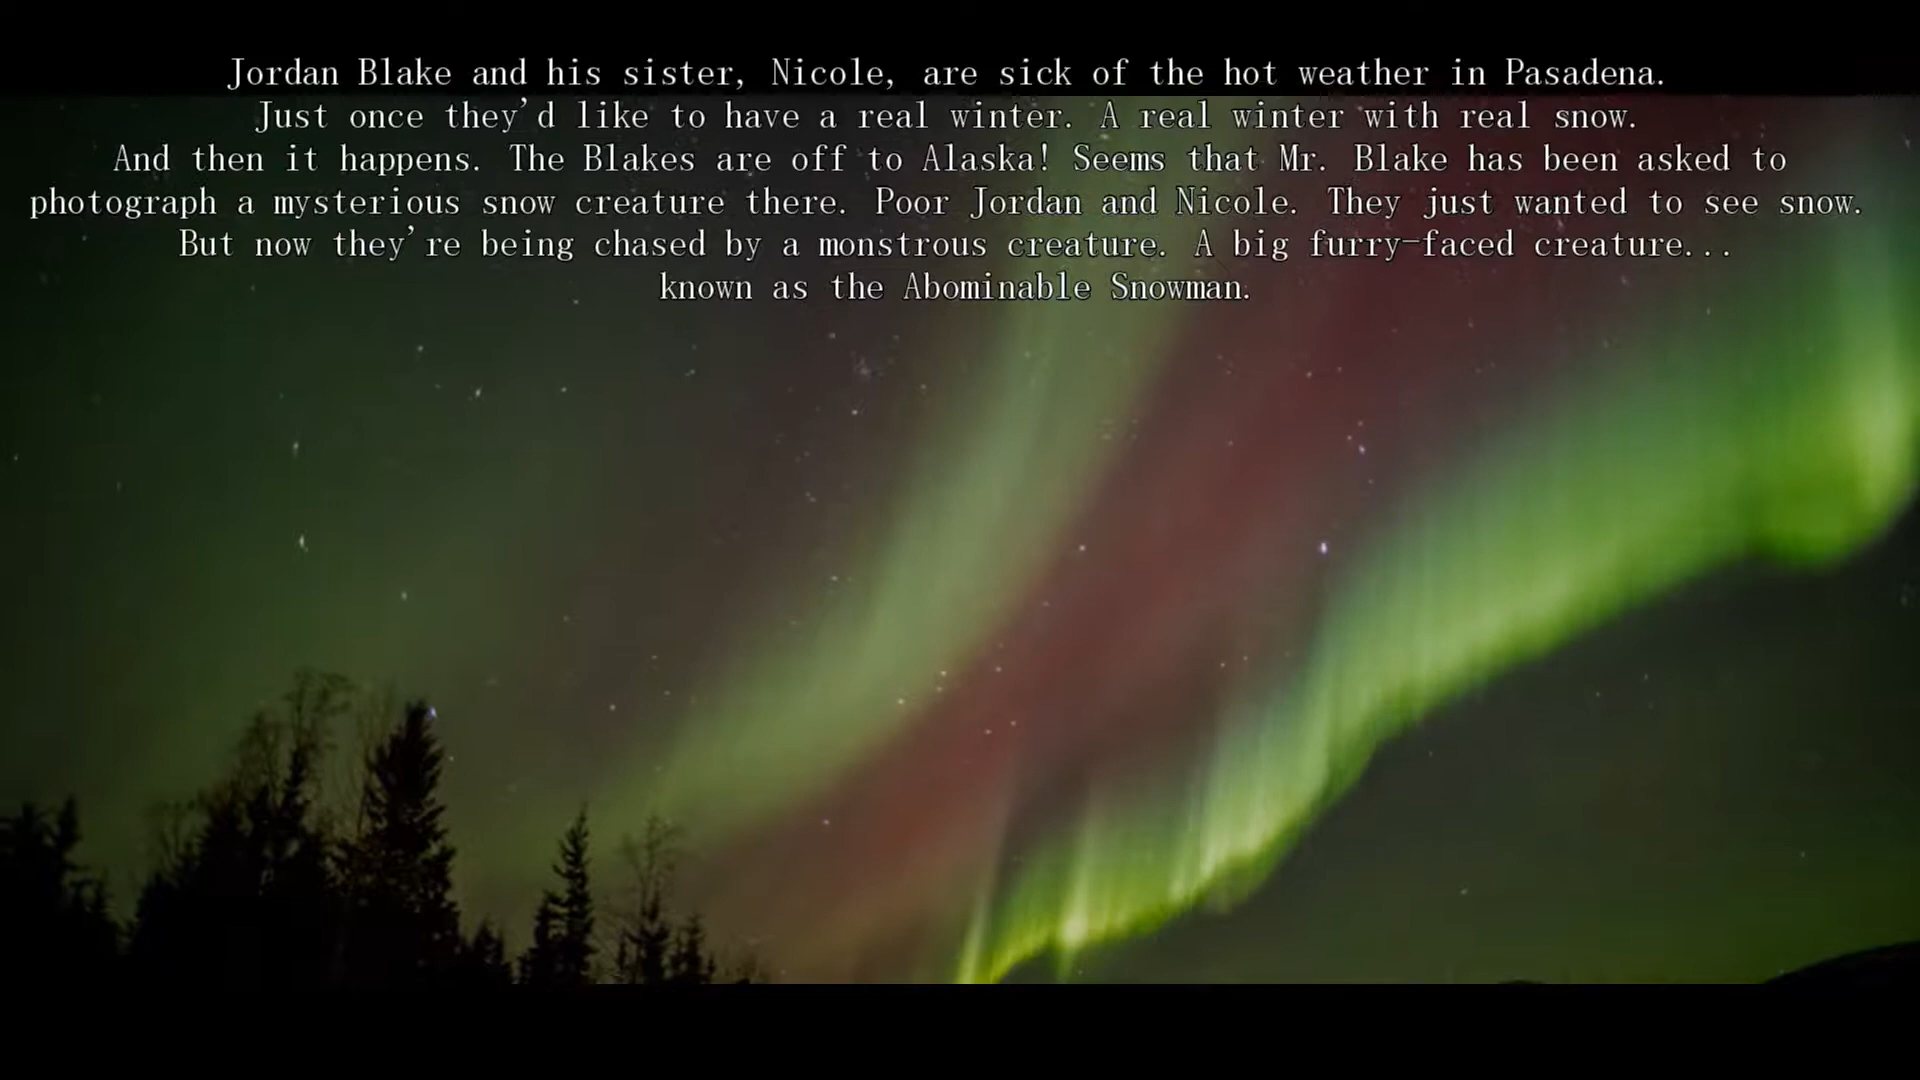 Jordan Blake and his sister, Nicole, are sick of the hot weather in Pasadena.
Just once they'd like to have a real winter. A real winter with real snow.
And then it happens. The Blakes are off to Alaska! Seems that Mr. Blake has been asked to
photograph a mysterious snow creature there. Poor Jordan and Nicole. They just wanted to see snow.
But now they're being chased by a monstrous creature. A big furry-faced creature...
known as the Abominable Snowman.